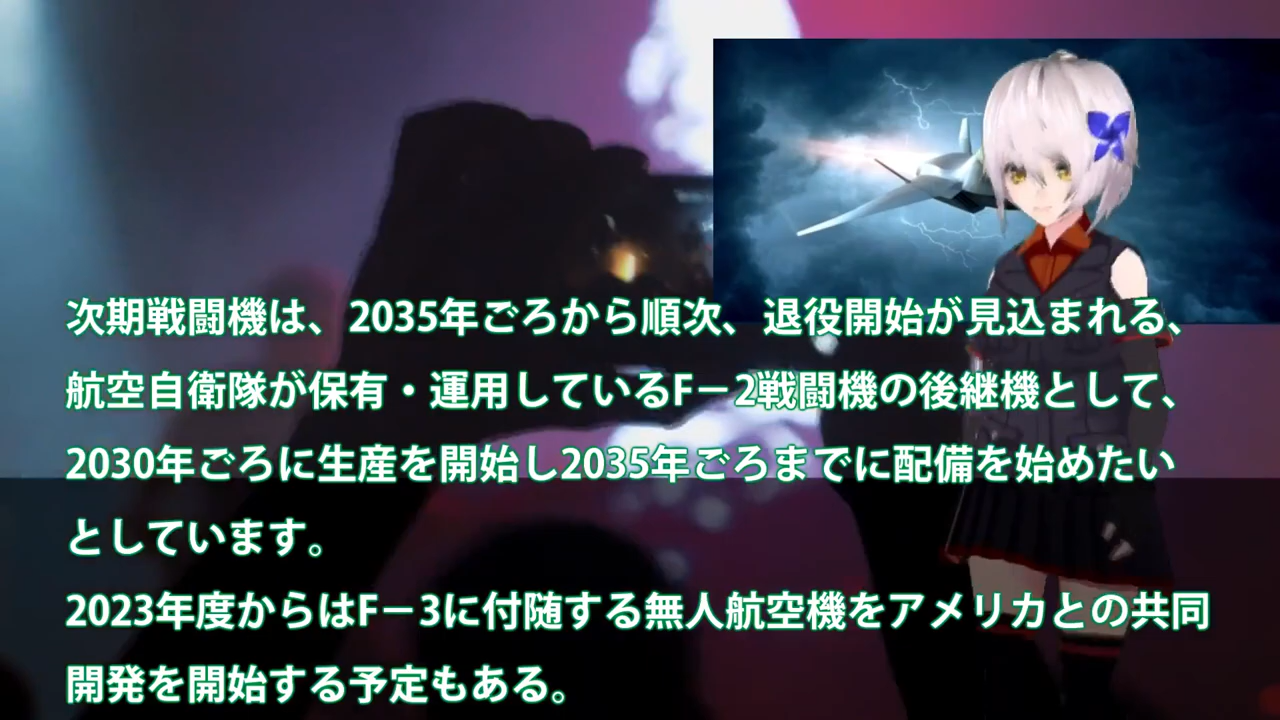 次期戦闘機は、2035年ごろから順次、退役開始が見込まれる、
航空自衛隊が保有・運用しているF－2戦闘機の後継機として、
2030年ごろに生産を開始し2035年ごろまでに配備を始めたい
としています。
2023年度からはF－3に付随する無人航空機をアメリカとの共同
開発を開始する予定もある。